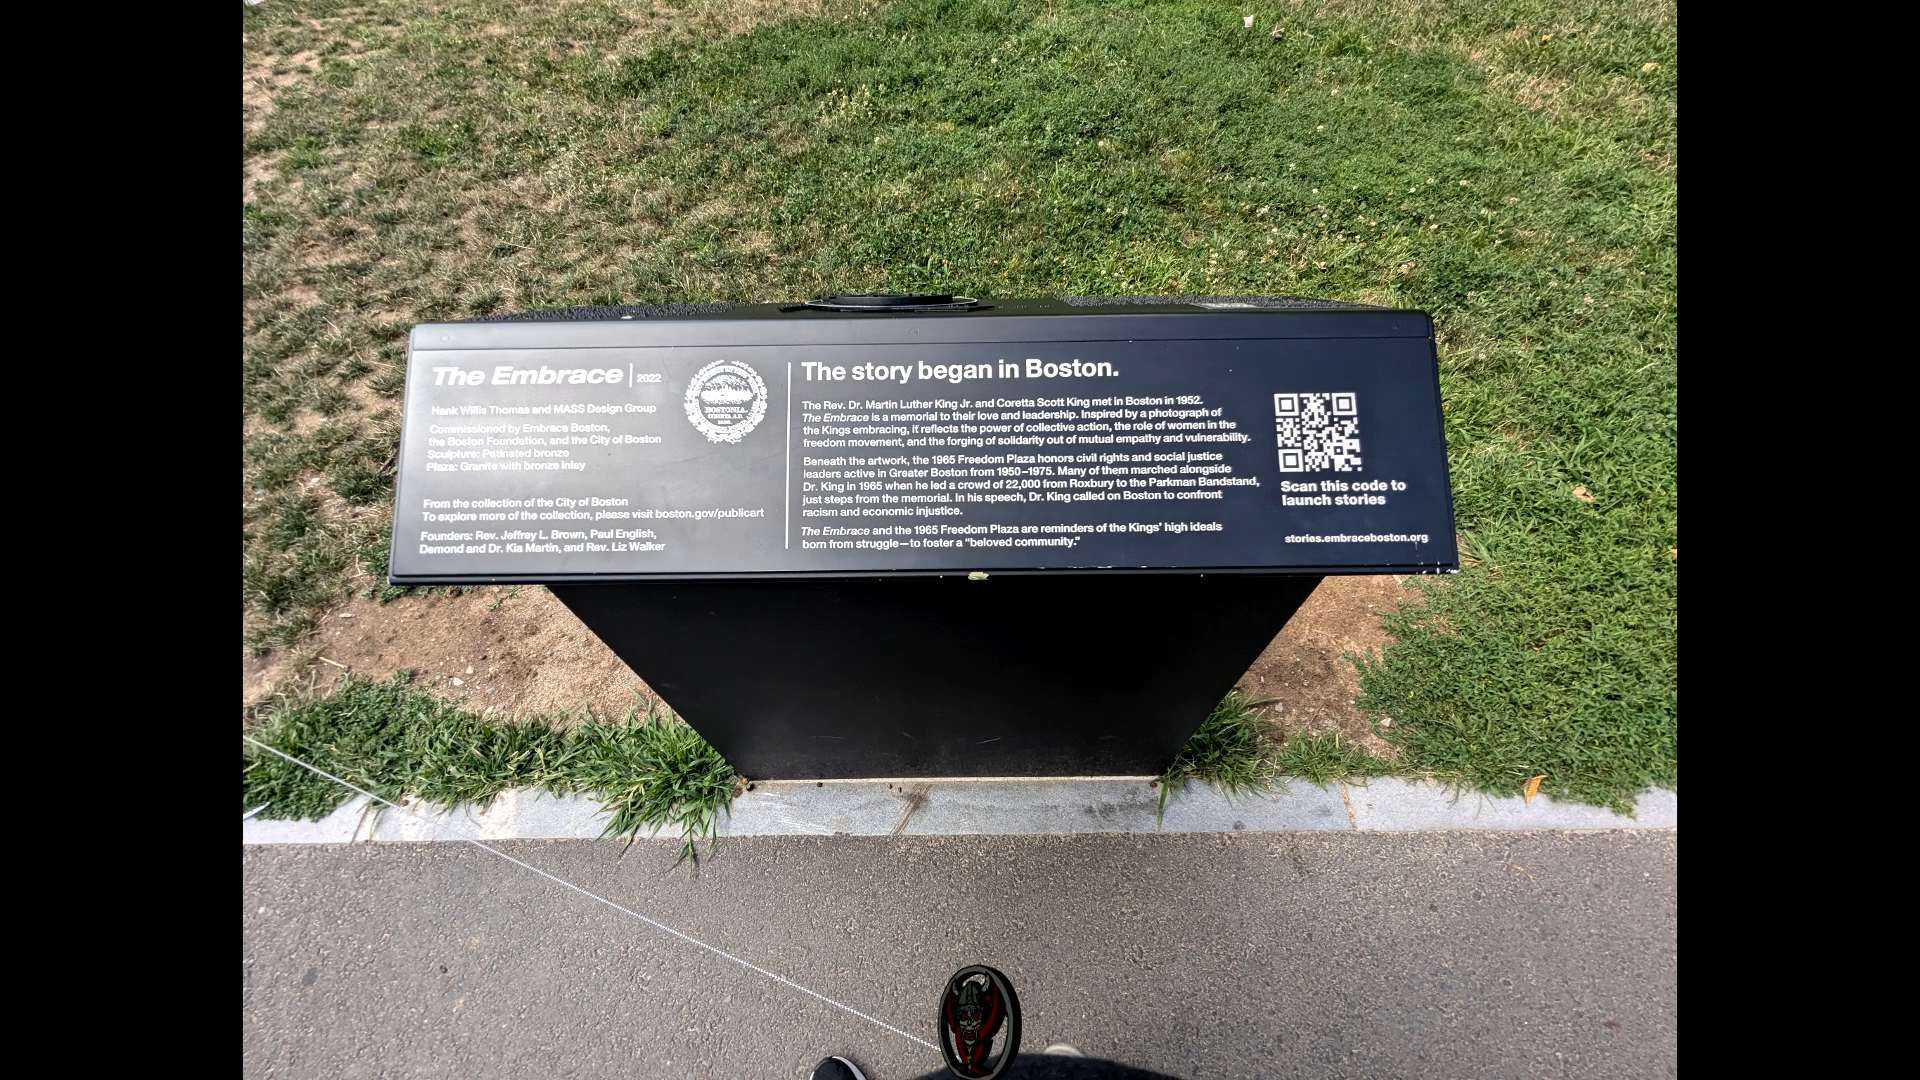 The Embrace | 2022
Hank Willis Thomas and MASS Design Group
Commissioned by Embrace Boston,
the Boston Foundation, and the City of Boston
Sculpture: Patinated bronze
Plaza: Granite with bronze inlay
From the collection of the City of Boston
To explore more of the collection, please visit boston.gov/publicart
Founders: Rev. Jeffrey L. Brown, Paul English,
Demond and Dr. Kia Martin, and Rev. Liz Walker
BOSTONIA.
CONDITA A.D.
1630.
The story began in Boston.
The Rev. Dr. Martin Luther King Jr. and Coretta Scott King met in Boston in 1952.
The Embrace is a memorial to their love and leadership. Inspired by a photograph of
the Kings embracing, it reflects the power of collective action, the role of women in the
freedom movement, and the forging of solidarity out of mutual empathy and vulnerability.
Beneath the artwork, the 1965 Freedom Plaza honors civil rights and social justice
leaders active in Greater Boston from 1950–1975. Many of them marched alongside
Dr. King in 1965 when he led a crowd of 22,000 from Roxbury to the Parkman Bandstand,
just steps from the memorial. In his speech, Dr. King called on Boston to confront
racism and economic injustice.
The Embrace and the 1965 Freedom Plaza are reminders of the Kings' high ideals
born from struggle—to foster a "beloved community."
Scan this code to
launch stories
stories.embraceboston.org